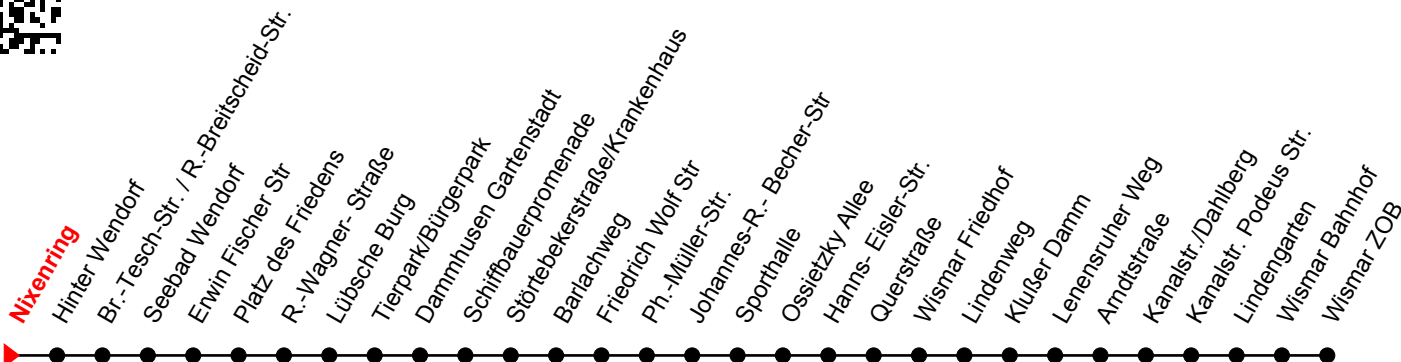 Nixenring
Hinter Wendorf
Br.-Tesch-Str. / R.-Breitscheid-Str.
Seebad Wendorf
Erwin Fischer Str
Platz des Friedens
R.-Wagner- Straße
Lübsche Burg
Tierpark/Bürgerpark
Dammhusen Gartenstadt
Schiffbauerpromenade
Störtebekerstraße/Krankenhaus
Barlachweg
Friedrich Wolf Str
Ph.-Müller-Str.
Johannes-R.- Becher-Str
Sporthalle
Ossietzky Allee
Hanns- Eisler-Str.
Querstraße
Wismar Friedhof
Lindenweg
Klußer Damm
Lenensruher Weg
Arndtstraße
Kanalstr./Dahlberg
Kanalstr. Podeus Str.
Lindengarten
Wismar Bahnhof
Wismar ZOB